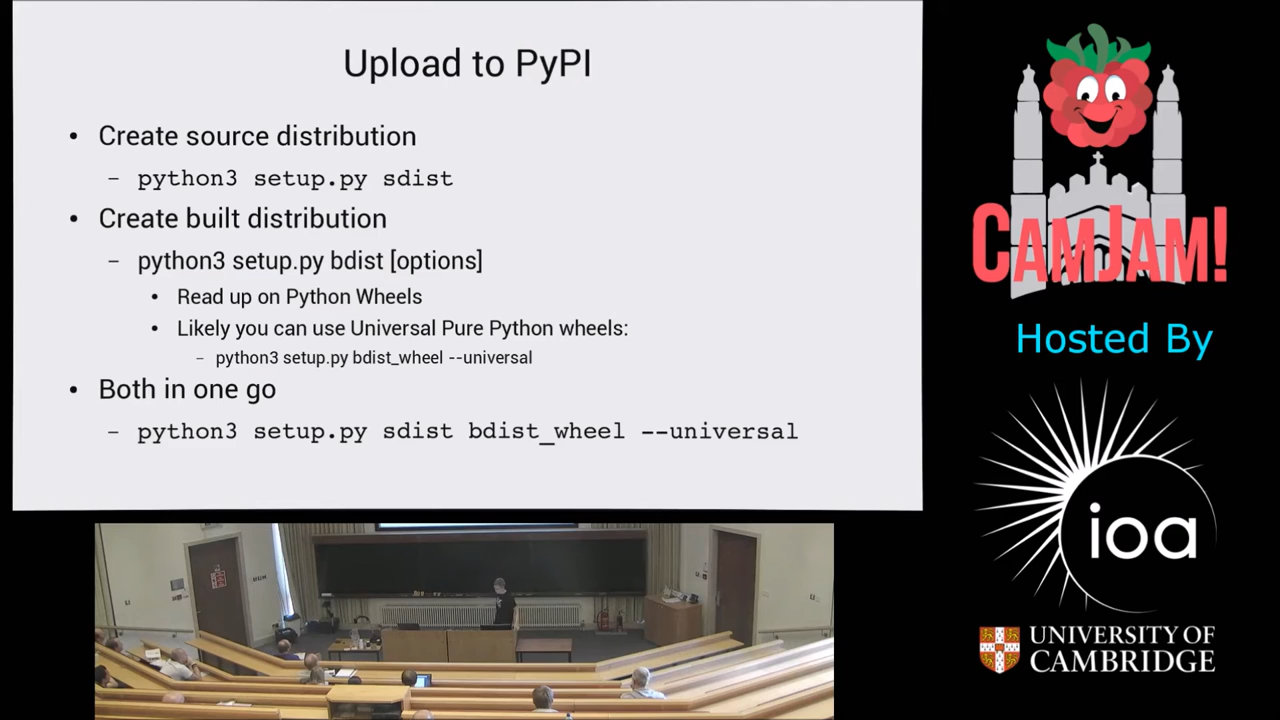 Upload to PyPI
• Create source distribution
– python3 setup.py sdist
• Create built distribution
– python3 setup.py bdist [options]
• Read up on Python Wheels
• Likely you can use Universal Pure Python wheels:
– python3 setup.py bdist_wheel --universal
• Both in one go
– python3 setup.py sdist bdist_wheel --universal
CAMJAM!
Hosted By
ioa
UNIVERSITY OF
CAMBRIDGE